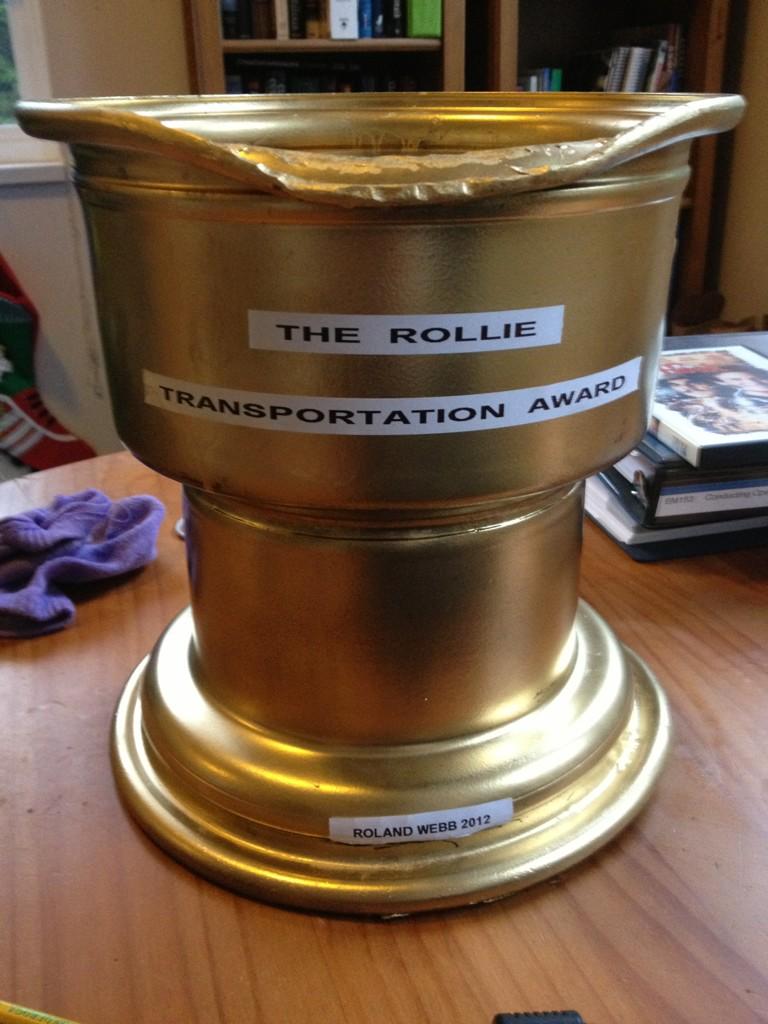 THE ROLLIE
TRANSPORTATION AWARD
ROLAND WEBB 2012